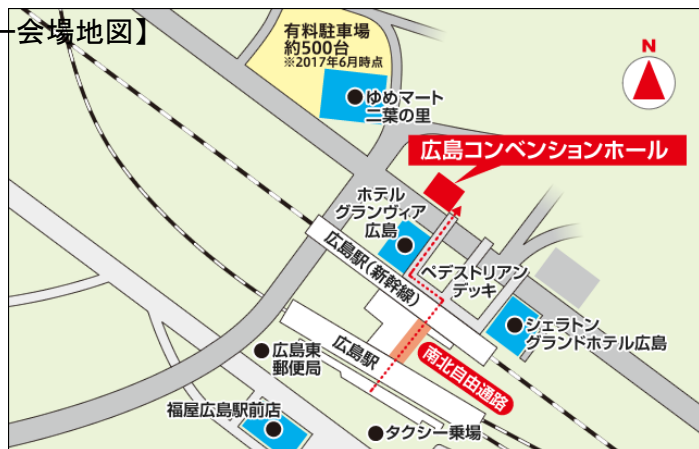 会場地図】
有料駐車場
約500台
※2017年6月時点
ゆめマート
二葉の里
N
広島コンベンションホール
ホテル
グランヴィア
広島
広島駅(新幹線)
ペデストリアン
デッキ
シェラトン
グランドホテル広島
広島駅
南北自由通路
広島東
郵便局
福屋広島駅前店
タクシー乗場